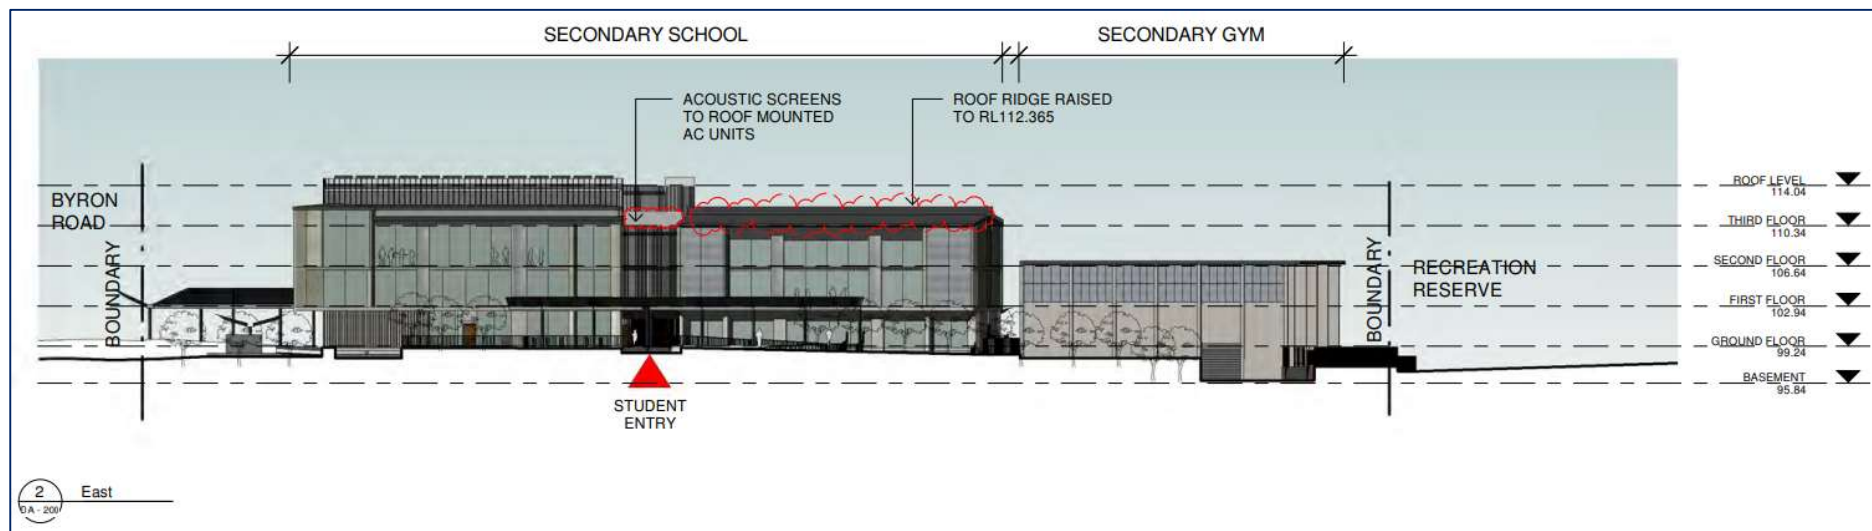 SECONDARY SCHOOL
SECONDARY GYM
ACOUSTIC SCREENS
TO ROOF MOUNTED
AC UNITS
ROOF RIDGE RAISED
TO RL112.365
BYRON
ROAD
BOUNDARY
BOUNDARY
RECREATION
RESERVE
ROOF LEVEL
114.04
THIRD FLOOR
110.34
SECOND FLOOR
106.64
FIRST FLOOR
102.94
GROUND FLOOR
99.24
BASEMENT
95.84
STUDENT
ENTRY
2
East
DA - 200